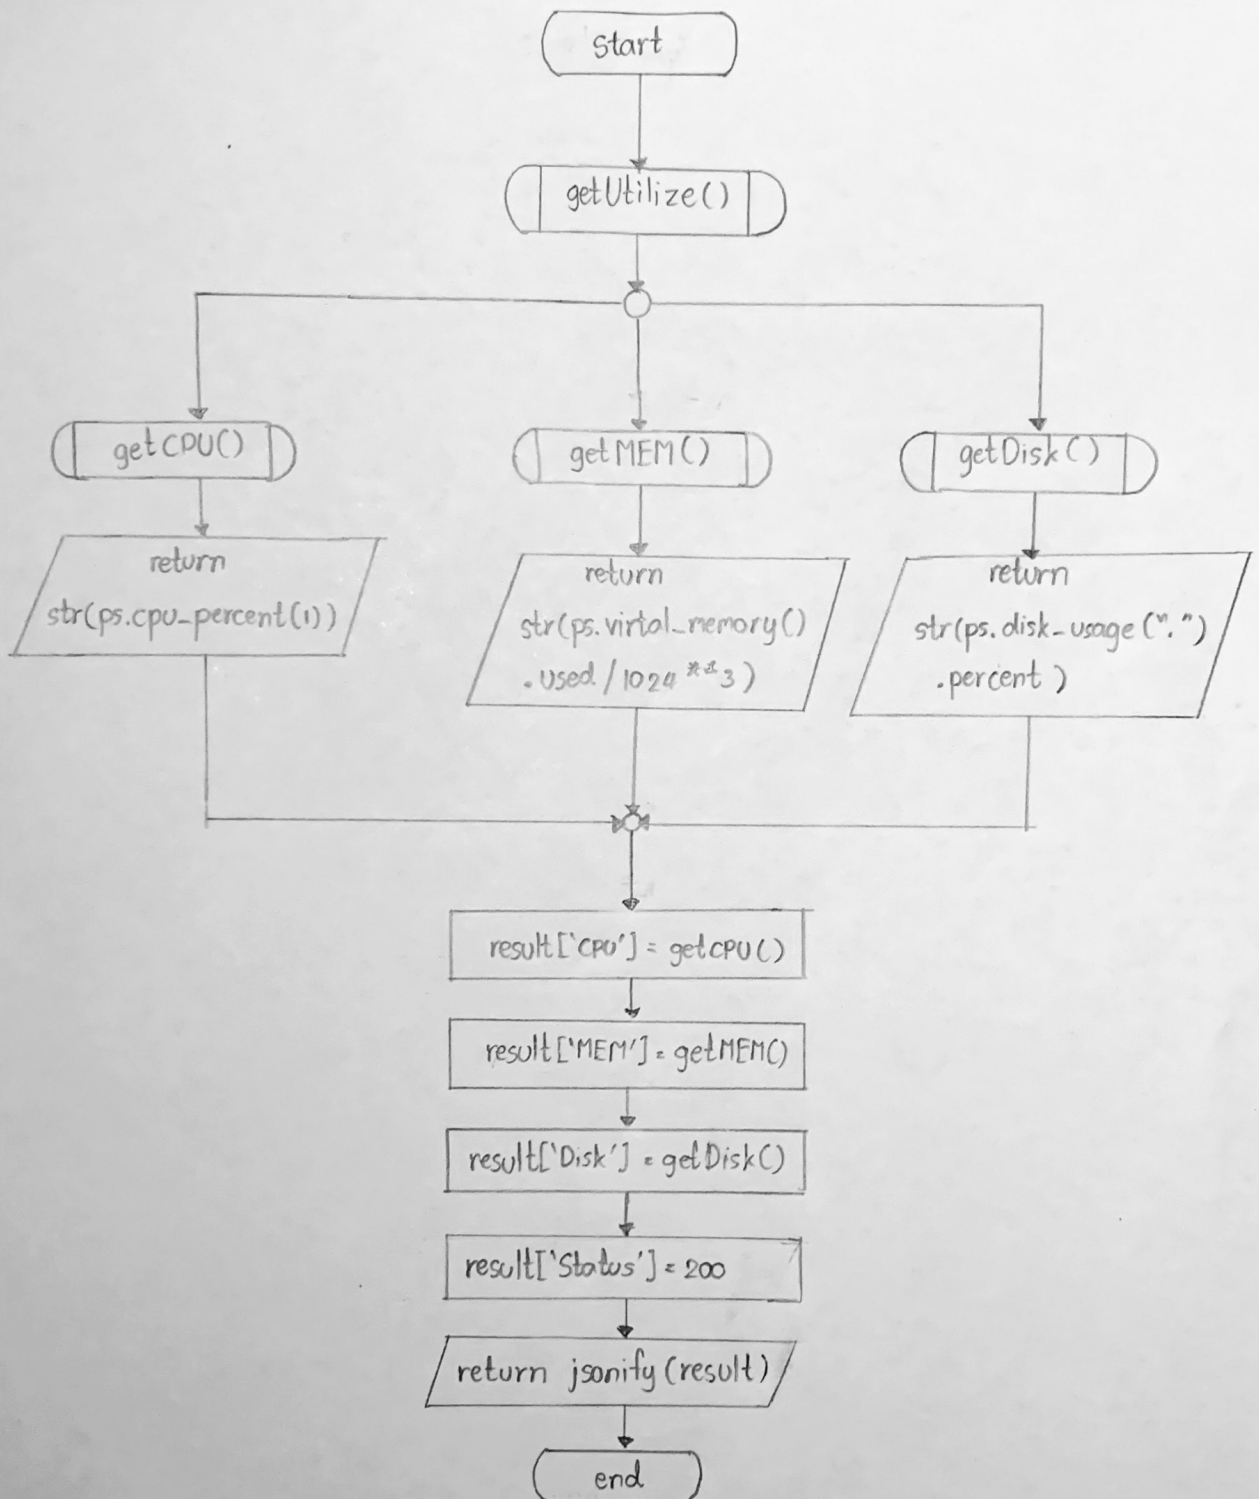 start
getUtilize()
getCPU()
getMEM()
getDisk()
return
str(ps.cpu_percent(1))
return
str(ps.virtal_memory()
.used/1024**3)
return
str(ps.disk_usage(".")
.percent)
result['CPU'] = getCPU()
result['MEM'] = getMEM()
result['Disk'] = getDisk()
result['Status'] = 200
return jsonify(result)
end